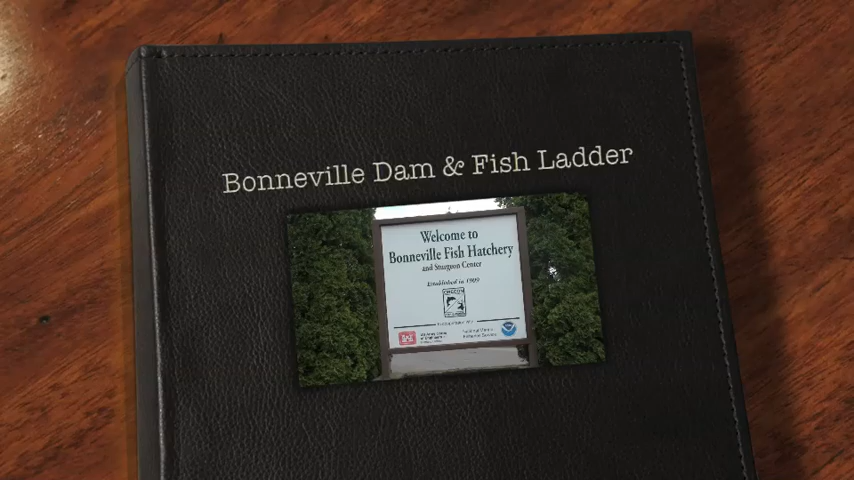 Bonneville Dam & Fish Ladder
Welcome to
Bonneville Fish Hatchery
and Sturgeon Center
Established in 1909